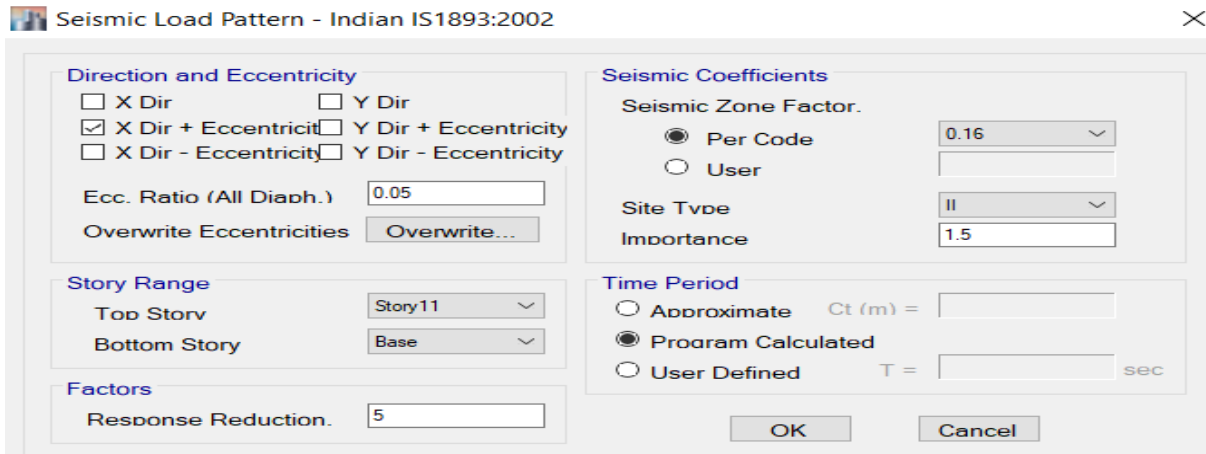 Seismic Load Pattern - Indian IS1893:2002
Direction and Eccentricity
X Dir Y Dir
X Dir + Eccentricit Y Dir + Eccentricity
X Dir - Eccentricity Y Dir - Eccentricity
Ecc. Ratio (All Diaph.) 0.05
Overwrite Eccentricities Overwrite...
Story Range
Top Story Story11
Bottom Story Base
Factors
Response Reduction. 5
Seismic Coefficients
Seismic Zone Factor.
Per Code 0.16
User
Site Type II
Importance 1.5
Time Period
Approximate Ct (m) =
Program Calculated
User Defined T = sec
OK Cancel